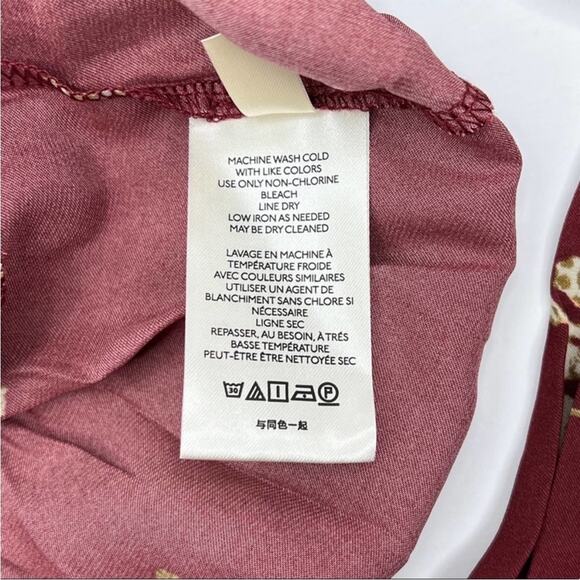 MACHINE WASH COLD
WITH LIKE COLORS
USE ONLY NON-CHLORINE
BLEACH
LINE DRY
LOW IRON AS NEEDED
MAY BE DRY CLEANED
LAVAGE EN MACHINE À
TEMPÉRATURE FROIDE
AVEC COULEURS SIMILAIRES
UTILISER UN AGENT DE
BLANCHIMENT SANS CHLORE SI
NÉCESSAIRE
LIGNE SEC
REPASSER, AU BESOIN, À TRÉS
BASSE TEMPÉRATURE
PEUT-ÊTRE ÊTRE NETTOYÉE SEC
30 P
与同色一起